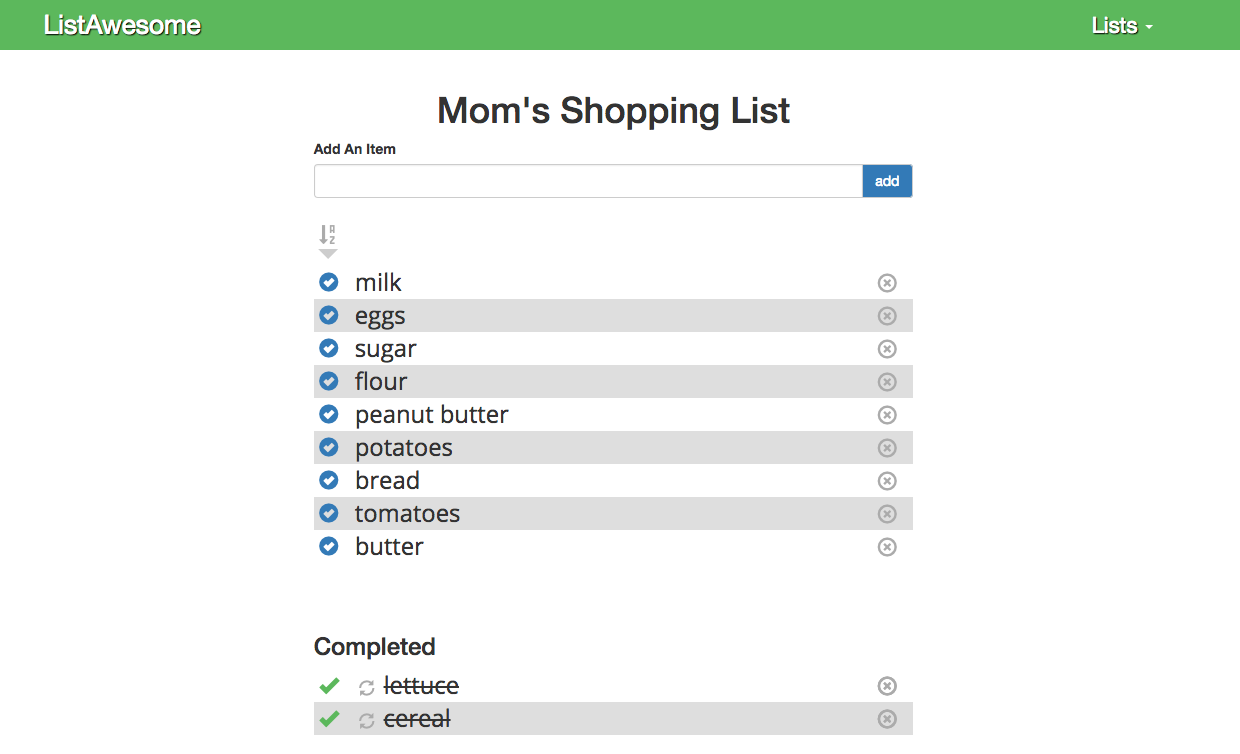 ListAwesome Lists
Mom's Shopping List
Add An Item
add
A
Z
milk
eggs
sugar
flour
peanut butter
potatoes
bread
tomatoes
butter
Completed
lettuce
cereal